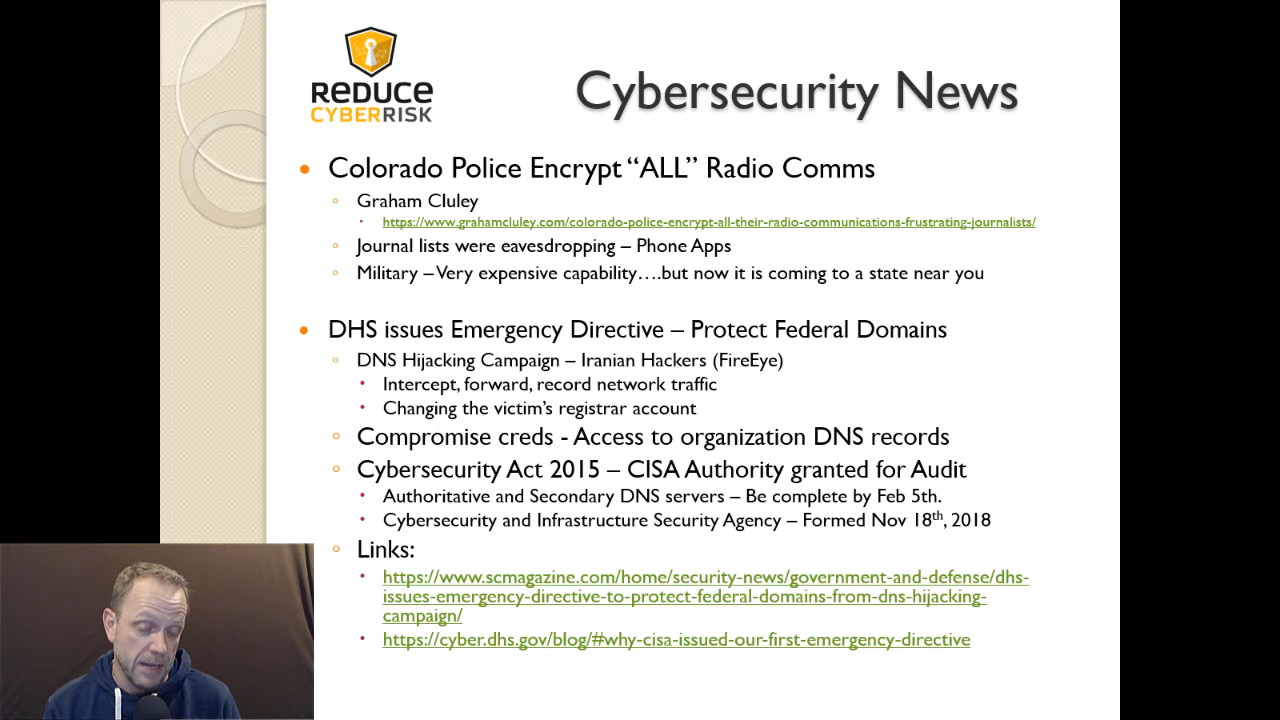 REDUCE
CYBERRISK
Cybersecurity News
Colorado Police Encrypt “ALL” Radio Comms
Graham Cluley
https://www.grahamcluley.com/colorado-police-encrypt-all-their-radio-communications-frustrating-journalists/
Journal lists were eavesdropping – Phone Apps
Military – Very expensive capability….but now it is coming to a state near you
DHS issues Emergency Directive – Protect Federal Domains
DNS Hijacking Campaign – Iranian Hackers (FireEye)
Intercept, forward, record network traffic
Changing the victim’s registrar account
Compromise creds - Access to organization DNS records
Cybersecurity Act 2015 – CISA Authority granted for Audit
Authoritative and Secondary DNS servers – Be complete by Feb 5th.
Cybersecurity and Infrastructure Security Agency – Formed Nov 18th, 2018
Links:
https://www.scmagazine.com/home/security-news/government-and-defense/dhs-
issues-emergency-directive-to-protect-federal-domains-from-dns-hijacking-
campaign/
https://cyber.dhs.gov/blog/#why-cisa-issued-our-first-emergency-directive